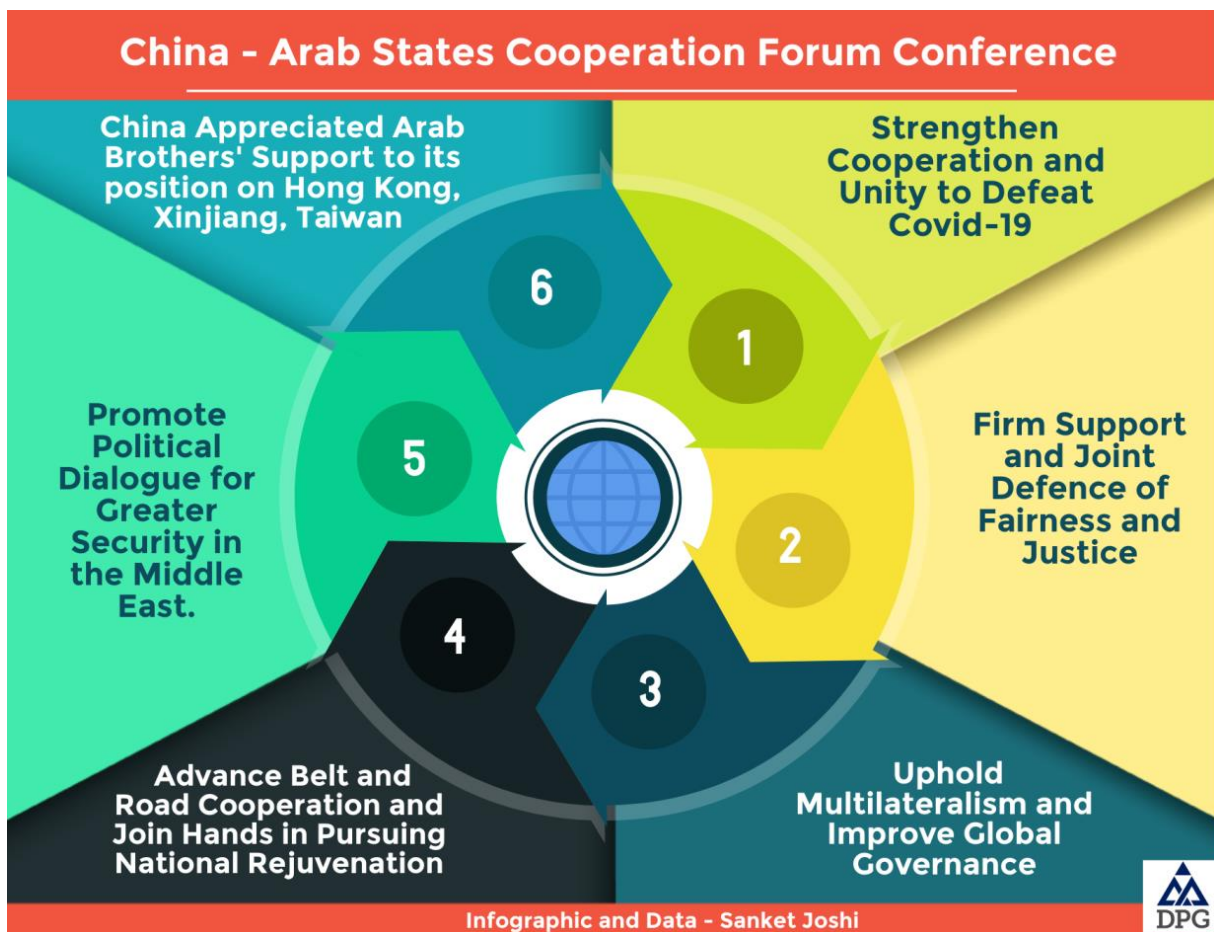 China - Arab States Cooperation Forum Conference
China Appreciated Arab
Brothers' Support to its
position on Hong Kong,
Xinjiang, Taiwan
6
Strengthen
Cooperation and
Unity to Defeat
Covid-19
1
Firm Support
and Joint
Defence of
Fairness and
Justice
2
Uphold
Multilateralism and
Improve Global
Governance
3
Advance Belt and
Road Cooperation and
Join Hands in Pursuing
National Rejuvenation
4
Promote
Political
Dialogue for
Greater
Security in
the Middle
East.
5
Infographic and Data - Sanket Joshi
DPG